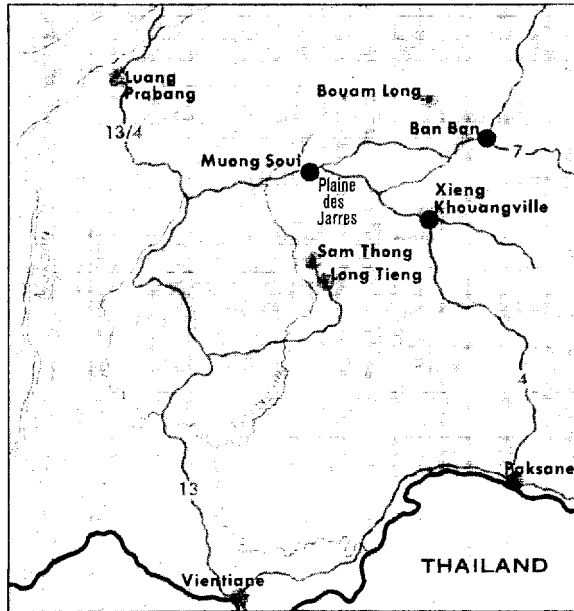 Luang
Prabang
Bouam Long
13/4
Ban Ban
7
Muong Soui
Plaine
des
Jarres
Xieng
Khouangville
Sam Thong
Long Tieng
4
Paksane
13
THAILAND
Vientiane